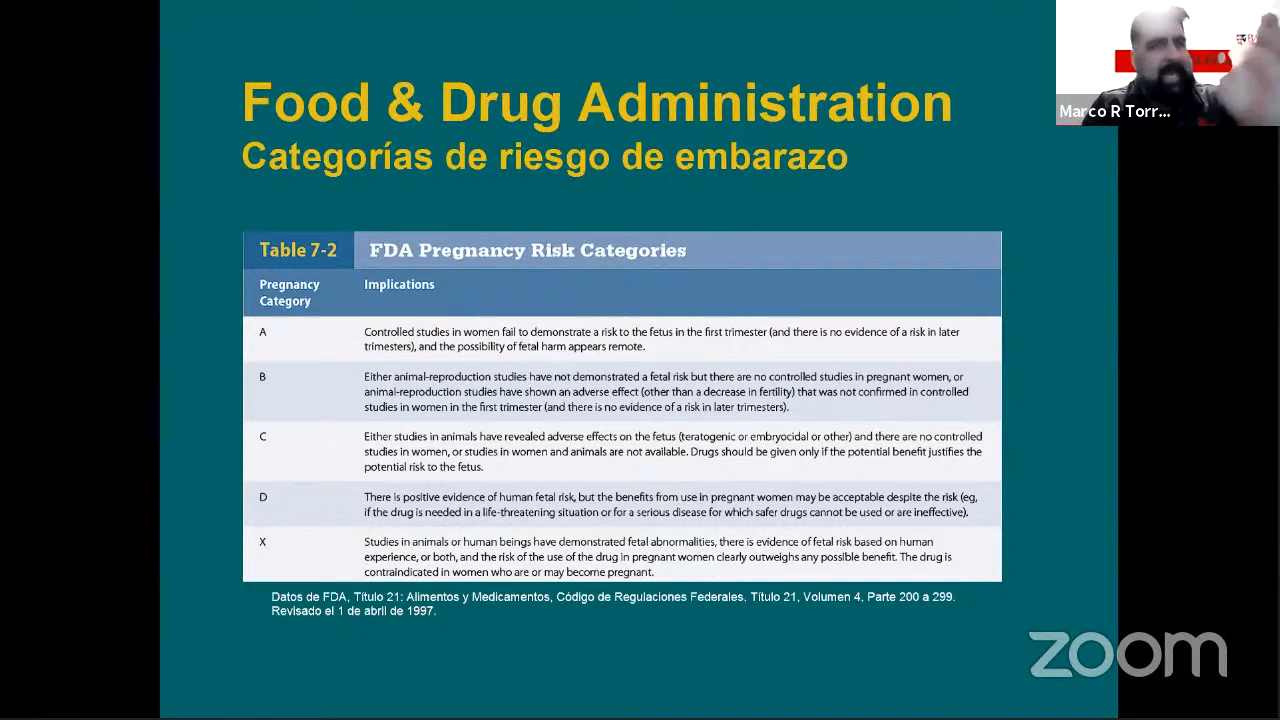 Food & Drug Administration
Categorías de riesgo de embarazo
Marco R Torr...
Table 7-2 FDA Pregnancy Risk Categories
Pregnancy Category Implications
A Controlled studies in women fail to demonstrate a risk to the fetus in the first trimester (and there is no evidence of a risk in later
trimesters), and the possibility of fetal harm appears remote.
B Either animal-reproduction studies have not demonstrated a fetal risk but there are no controlled studies in pregnant women, or
animal-reproduction studies have shown an adverse effect (other than a decrease in fertility) that was not confirmed in controlled
studies in women in the first trimester (and there is no evidence of a risk in later trimesters).
C Either studies in animals have revealed adverse effects on the fetus (teratogenic or embryocidal or other) and there are no controlled
studies in women, or studies in women and animals are not available. Drugs should be given only if the potential benefit justifies the
potential risk to the fetus.
D There is positive evidence of human fetal risk, but the benefits from use in pregnant women may be acceptable despite the risk (eg,
if the drug is needed in a life-threatening situation or for a serious disease for which safer drugs cannot be used or are ineffective).
X Studies in animals or human beings have demonstrated fetal abnormalities, there is evidence of fetal risk based on human
experience, or both, and the risk of the use of the drug in pregnant women clearly outweighs any possible benefit. The drug is
contraindicated in women who are or may become pregnant.
Datos de FDA, Título 21: Alimentos y Medicamentos, Código de Regulaciones Federales, Título 21, Volumen 4, Parte 200 a 299.
Revisado el 1 de abril de 1997.
zoom